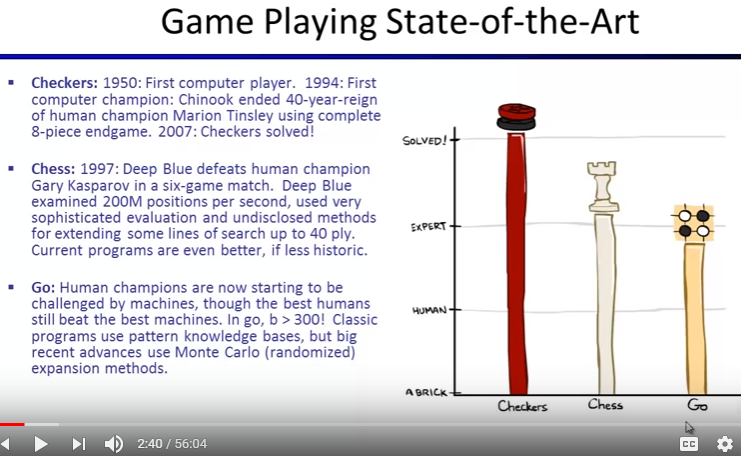 Game Playing State-of-the-Art
Checkers: 1950: First computer player. 1994: First
computer champion: Chinook ended 40-year-reign
of human champion Marion Tinsley using complete
8-piece endgame. 2007: Checkers solved!
Chess: 1997: Deep Blue defeats human champion
Gary Kasparov in a six-game match. Deep Blue
examined 200M positions per second, used very
sophisticated evaluation and undisclosed methods
for extending some lines of search up to 40 ply.
Current programs are even better, if less historic.
Go: Human champions are now starting to be
challenged by machines, though the best humans
still beat the best machines. In go, b > 300! Classic
programs use pattern knowledge bases, but big
recent advances use Monte Carlo (randomized)
expansion methods.
SOLVED!
EXPERT
HUMAN
A BRICK
Checkers
Chess
Go
2:40 / 56:04
CC